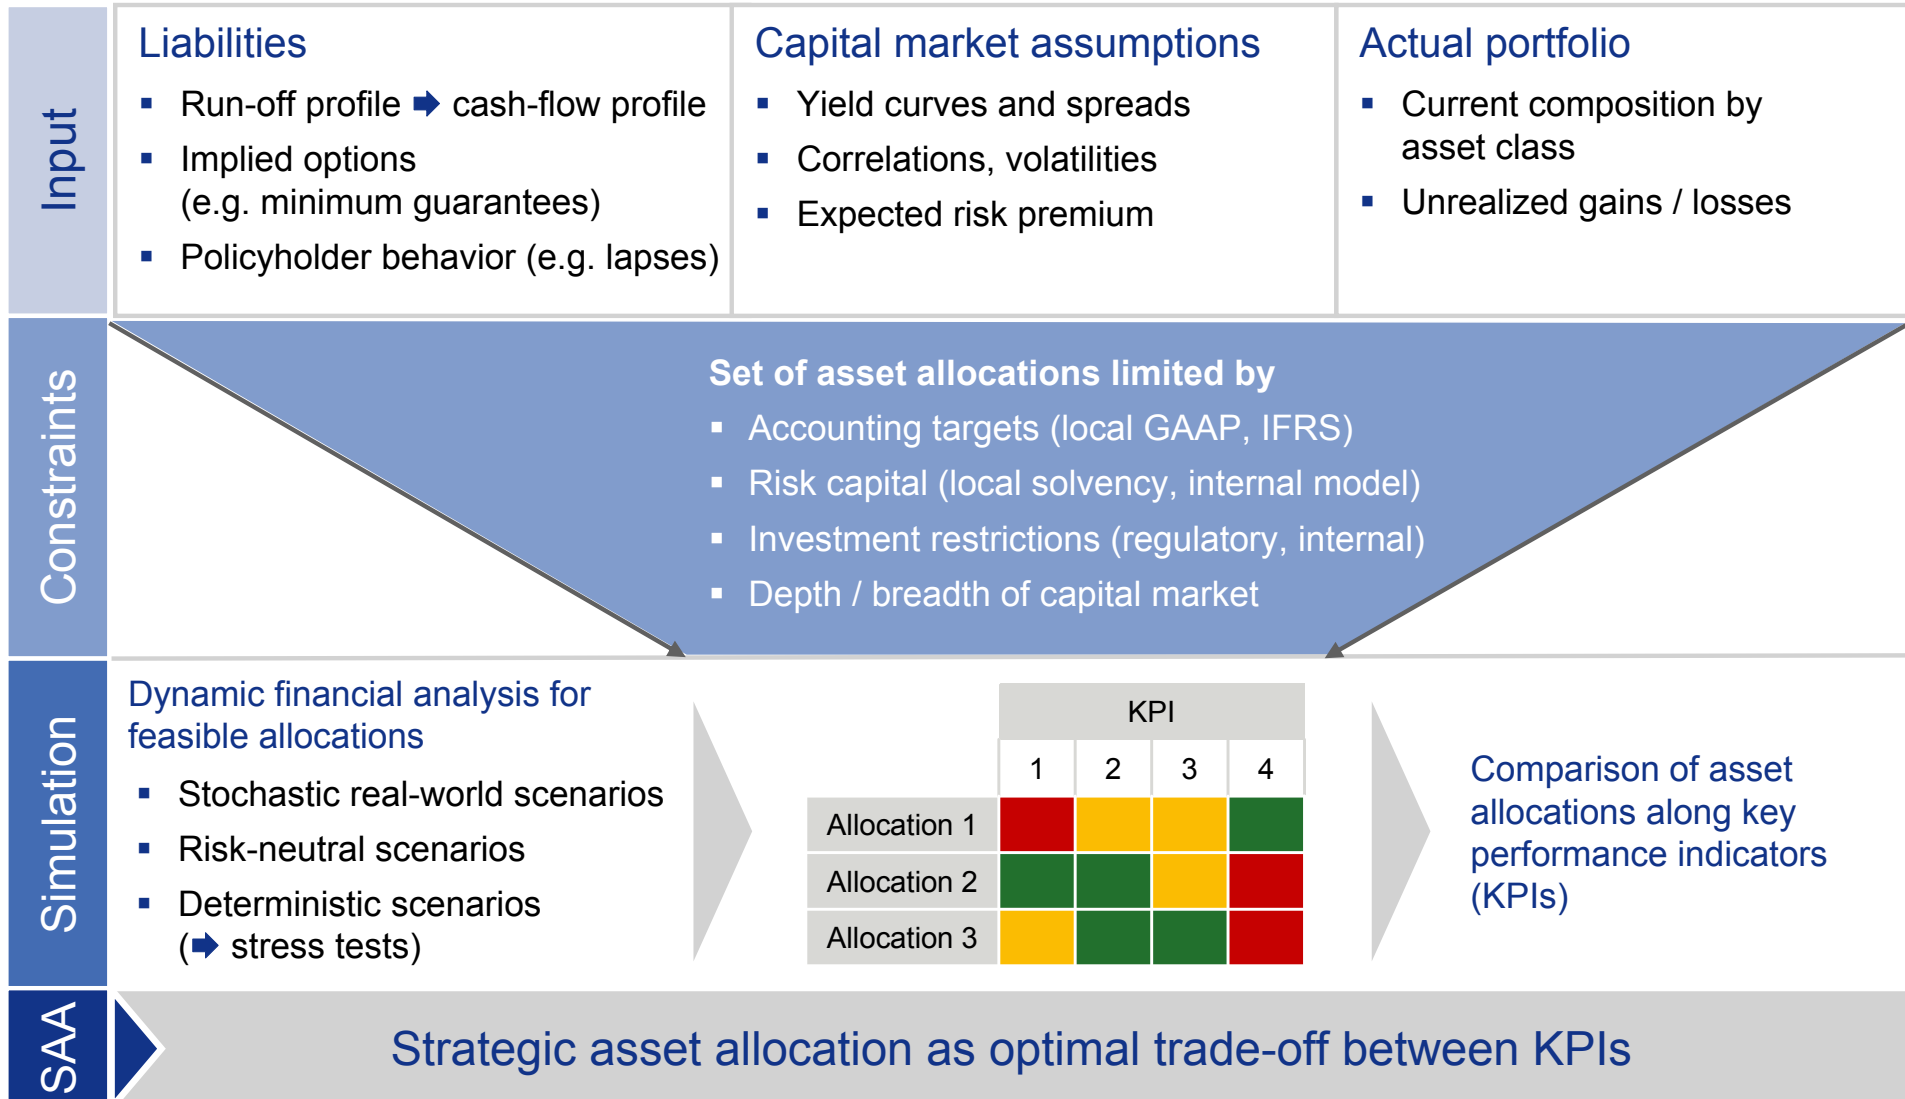 Input
Liabilities
Run-off profile ➡ cash-flow profile
Implied options
(e.g. minimum guarantees)
Policyholder behavior (e.g. lapses)
Capital market assumptions
Yield curves and spreads
Correlations, volatilities
Expected risk premium
Actual portfolio
Current composition by
asset class
Unrealized gains / losses
Constraints
Set of asset allocations limited by
Accounting targets (local GAAP, IFRS)
Risk capital (local solvency, internal model)
Investment restrictions (regulatory, internal)
Depth / breadth of capital market
Simulation
Dynamic financial analysis for
feasible allocations
Stochastic real-world scenarios
Risk-neutral scenarios
Deterministic scenarios
(➡ stress tests)
KPI
1 2 3 4
Allocation 1
Allocation 2
Allocation 3
Comparison of asset
allocations along key
performance indicators
(KPIs)
SAA
Strategic asset allocation as optimal trade-off between KPIs